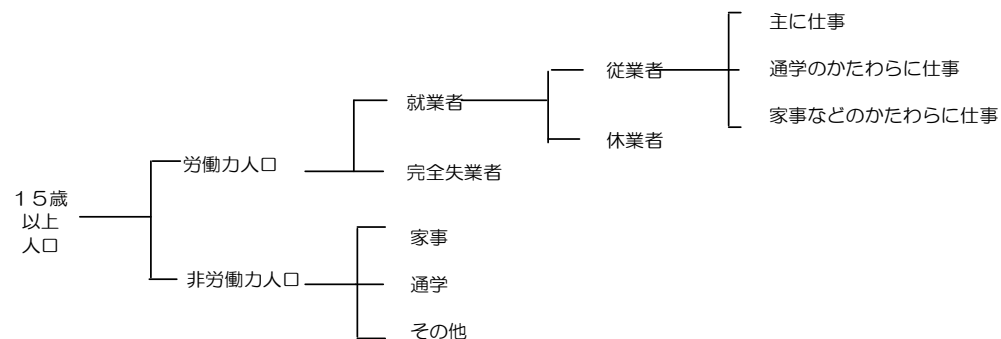 主に仕事
従業者
通学のかたわらに仕事
就業者
家事などのかたわらに仕事
休業者
労働力人口
完全失業者
１５歳
以上
人口
家事
非労働力人口
通学
その他